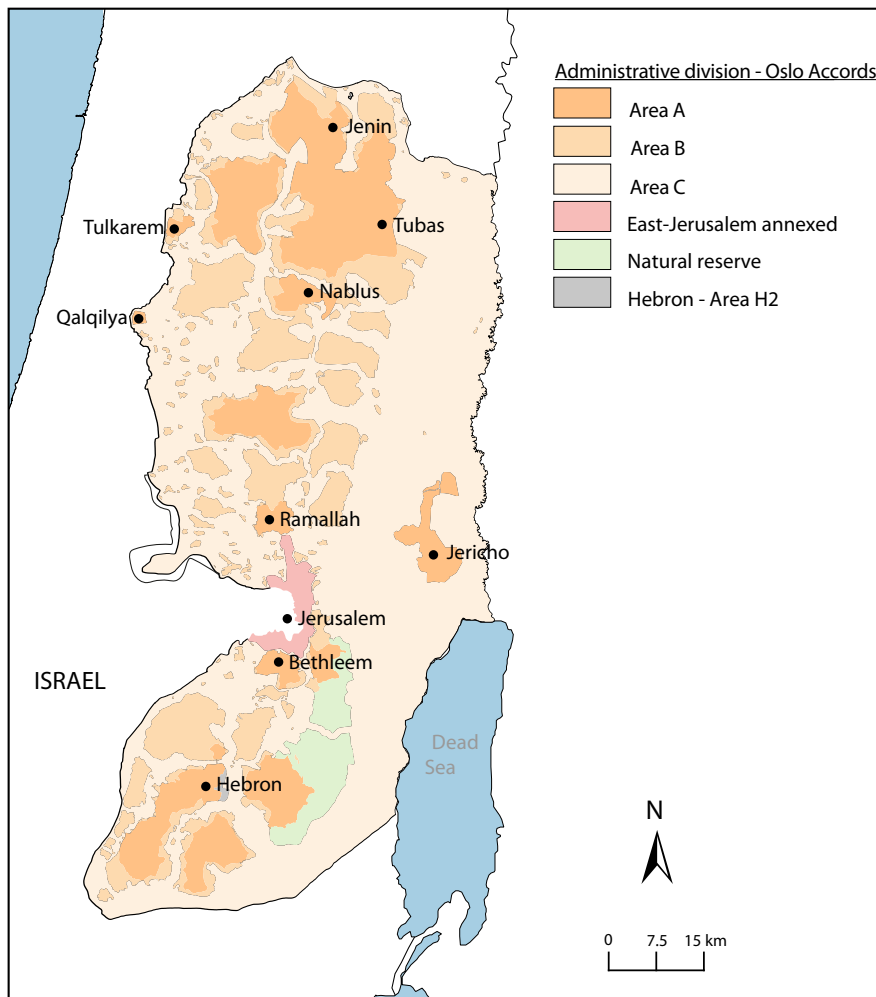 Administrative division - Oslo Accords
Area A
Area B
Area C
East-Jerusalem annexed
Natural reserve
Hebron - Area H2
Jenin
Tulkarem
Tubas
Nablus
Qalqilya
Ramallah
Jericho
Jerusalem
Bethleem
ISRAEL
Dead
Sea
Hebron
N
0 7.5 15 km